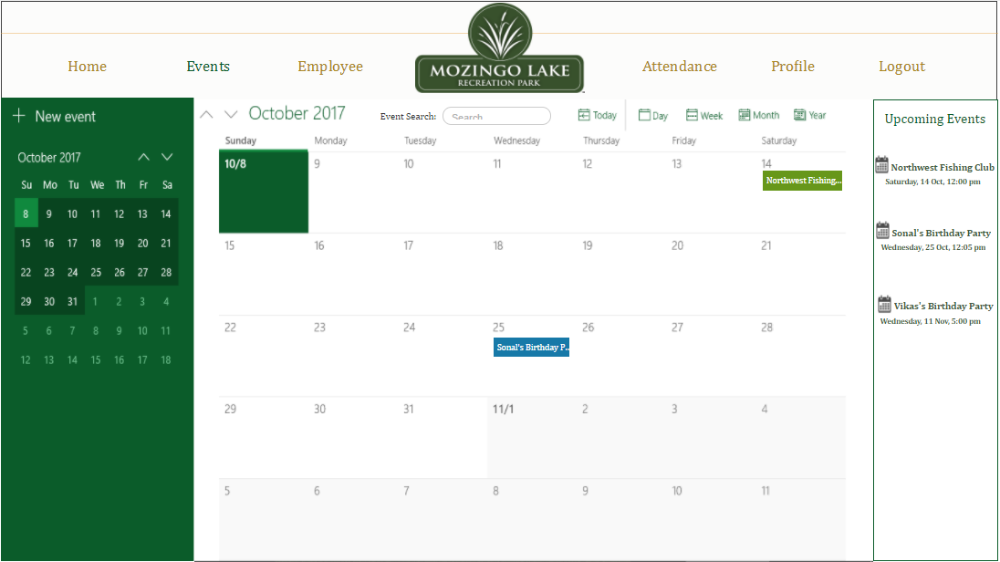 Home Events Employee MOZINGO LAKE RECREATION PARK Attendance Profile Logout
New event
October 2017
Su Mo Tu We Th Fr Sa
8 9 10 11 12 13 14
15 16 17 18 19 20 21
22 23 24 25 26 27 28
29 30 31 1 2 3 4
5 6 7 8 9 10 11
12 13 14 15 16 17 18
October 2017 Event Search: Search Today Day Week Month Year
Sunday Monday Tuesday Wednesday Thursday Friday Saturday
10/8 9 10 11 12 13 14
Northwest Fishing...
15 16 17 18 19 20 21
22 23 24 25 26 27 28
Sonal's Birthday P..
29 30 31 11/1 2 3 4
5 6 7 8 9 10 11
Upcoming Events
Northwest Fishing Club
Saturday, 14 Oct, 12:00 pm
Sonal's Birthday Party
Wednesday, 25 Oct, 12:05 pm
Vikas's Birthday Party
Wednesday, 11 Nov, 5:00 pm